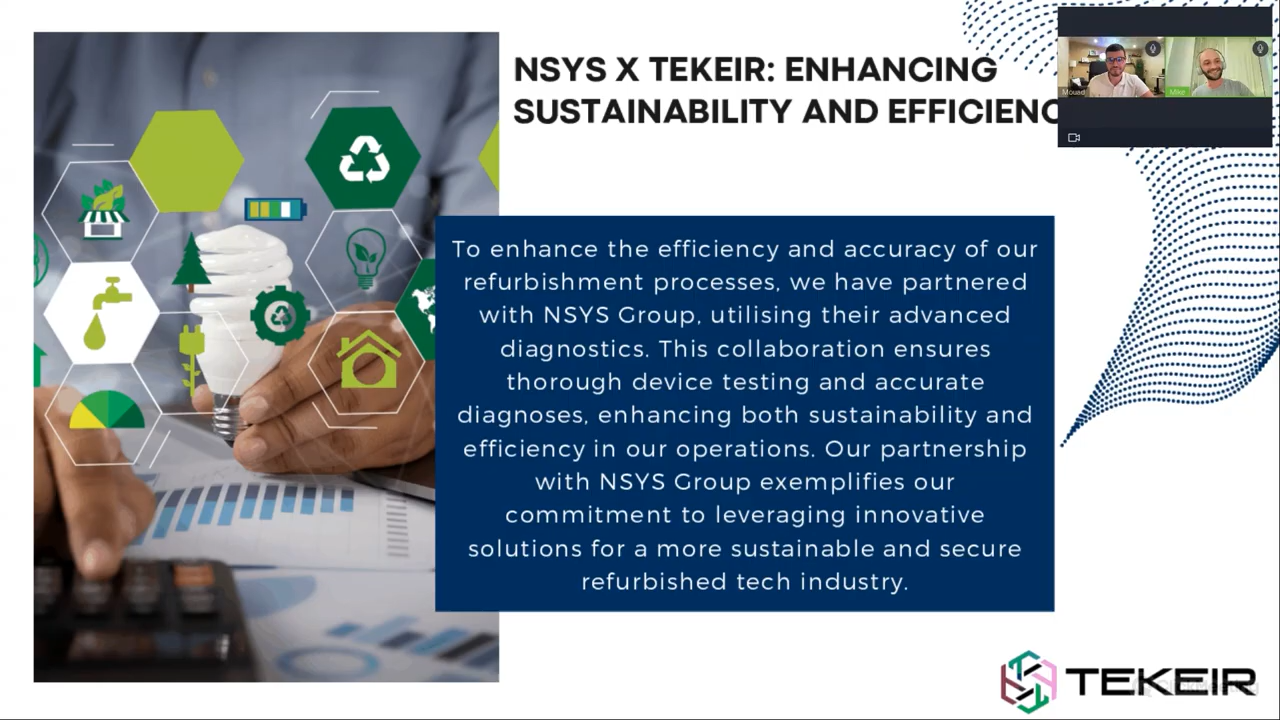 NSYS X TEKEIR: ENHANCING
SUSTAINABILITY AND EFFICIENC
Mouad
Mike
To enhance the efficiency and accuracy of our
refurbishment processes, we have partnered
with NSYS Group, utilising their advanced
diagnostics. This collaboration ensures
thorough device testing and accurate
diagnoses, enhancing both sustainability and
efficiency in our operations. Our partnership
with NSYS Group exemplifies our
commitment to leveraging innovative
solutions for a more sustainable and secure
refurbished tech industry.
TEKEIR